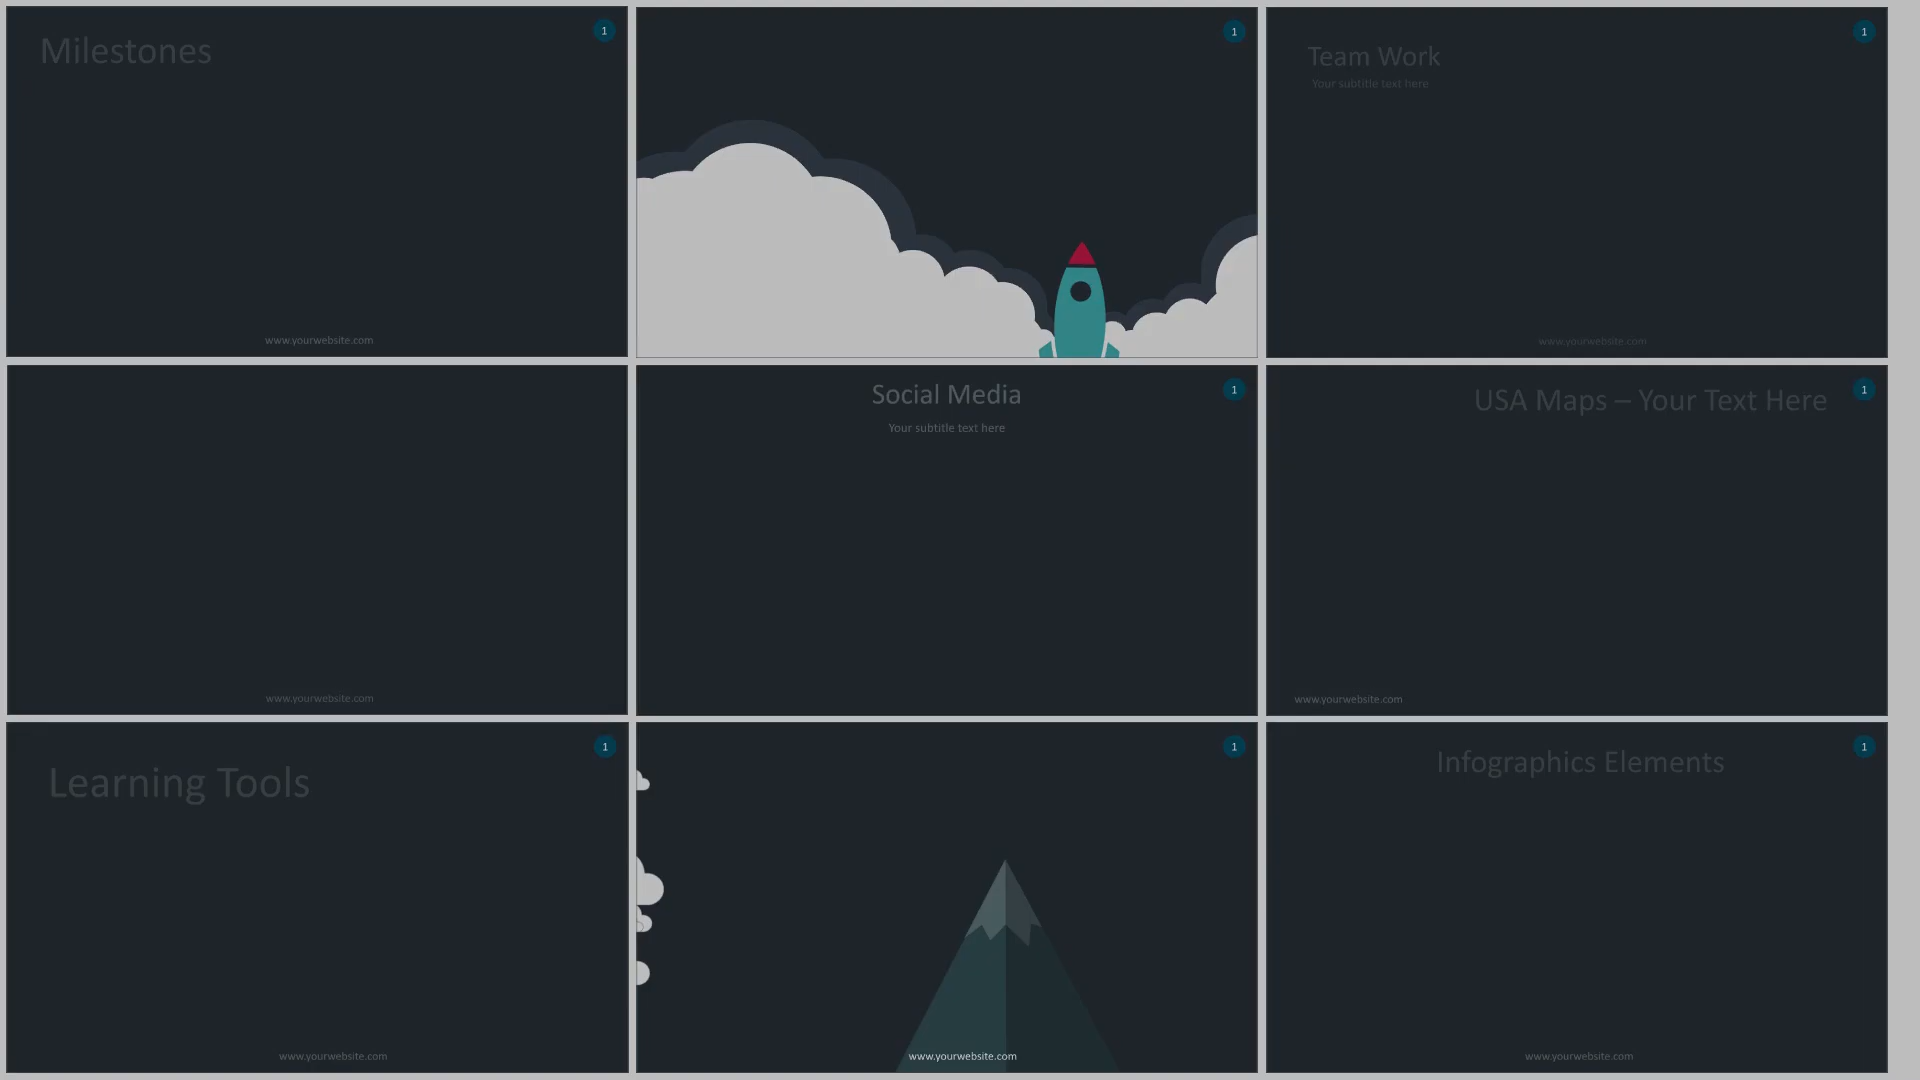 Milestones
1
www.yourwebsite.com
1
Team Work
1
Your subtitle text here
www.yourwebsite.com
www.yourwebsite.com
Social Media
1
Your subtitle text here
USA Maps – Your Text Here
1
www.yourwebsite.com
Learning Tools
1
www.yourwebsite.com
1
www.yourwebsite.com
Infographics Elements
1
www.yourwebsite.com